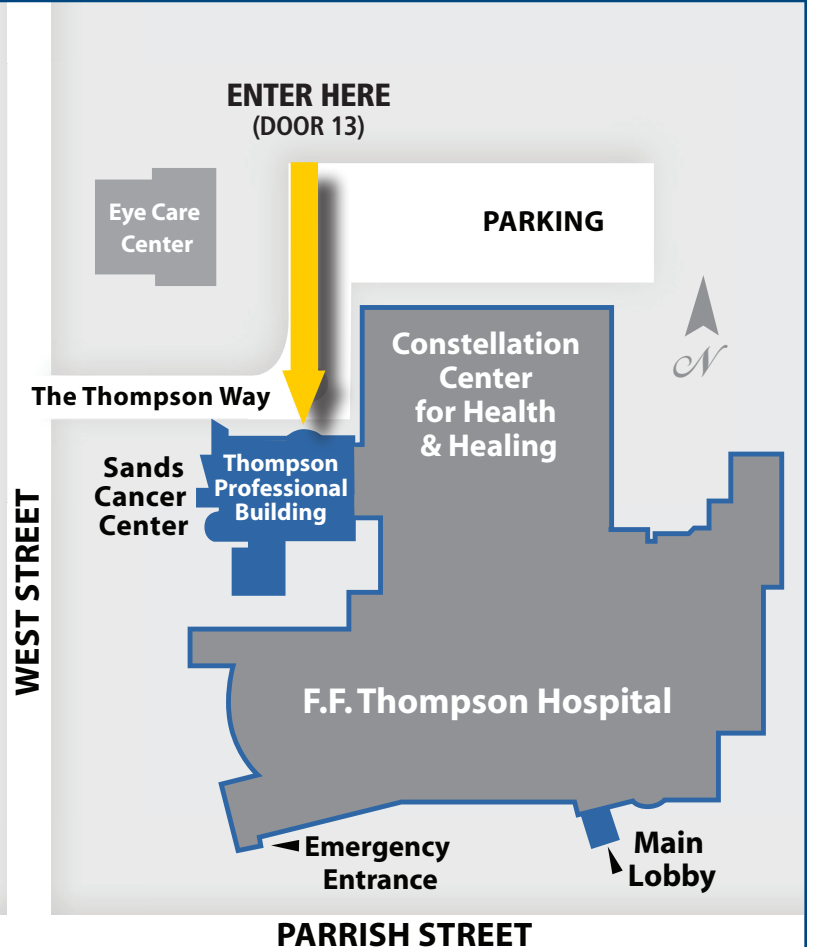 ENTER HERE
(DOOR 13)
Eye Care
Center
PARKING
Constellation
Center
for Health
& Healing
N
The Thompson Way
Sands
Cancer
Center
Thompson
Professional
Building
WEST STREET
F.F. Thompson Hospital
Emergency
Entrance
Main
Lobby
PARRISH STREET